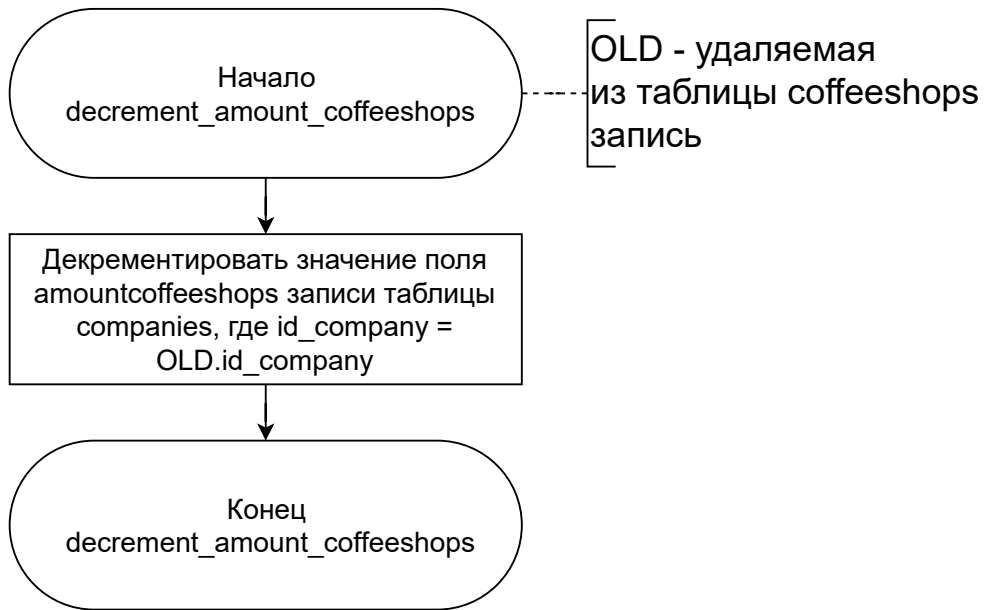 Начало
decrement_amount_coffeeshops
OLD - удаляемая
из таблицы coffeeshops
запись
Декрементировать значение поля
amountcoffeeshops записи таблицы
companies, где id_company =
OLD.id_company
Конец
decrement_amount_coffeeshops